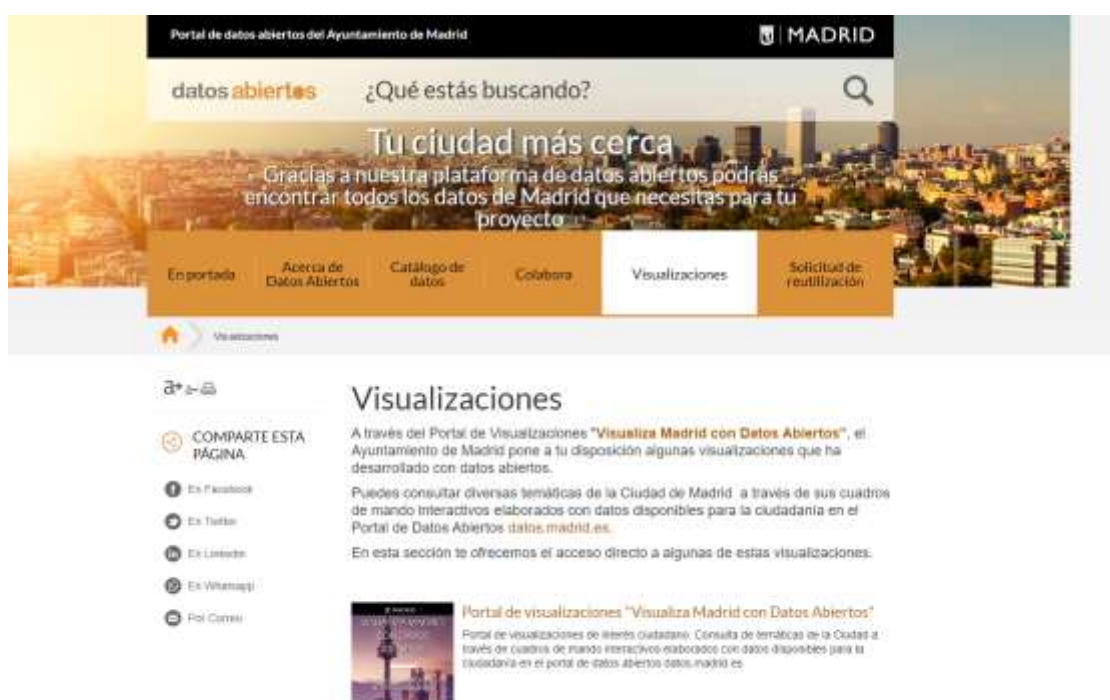 Portal de datos abiertos del Ayuntamiento de Madrid
MADRID
datos abiertos
¿Qué estás buscando?
Tu ciudad más cerca
Gracias a nuestra plataforma de datos abiertos podrás
encontrar todos los datos de Madrid que necesitas para tu
proyecto
En portada
Acerca de
Datos Abiertos
Catálogo de
datos
Colabora
Visualizaciones
Solicitud de
reutilización
Visualizaciones
a+ a-
COMPARTE ESTA
PÁGINA
En Facebook
En Twitter
En Linkedin
En Whatsapp
Por Correo
Visualizaciones
A través del Portal de Visualizaciones "Visualiza Madrid con Datos Abiertos", el
Ayuntamiento de Madrid pone a tu disposición algunas visualizaciones que ha
desarrollado con datos abiertos.
Puedes consultar diversas temáticas de la Ciudad de Madrid a través de sus cuadros
de mando interactivos elaborados con datos disponibles para la ciudadanía en el
Portal de Datos Abiertos datos.madrid.es.
En esta sección te ofrecemos el acceso directo a algunas de estas visualizaciones.
VISUALIZA MADRID
CON DATOS
Portal de visualizaciones "Visualiza Madrid con Datos Abiertos"
Portal de visualizaciones de interés ciudadano. Consulta de temáticas de la Ciudad a
través de cuadros de mando interactivos elaborados con datos disponibles para la
ciudadanía en el portal de datos abiertos datos.madrid.es